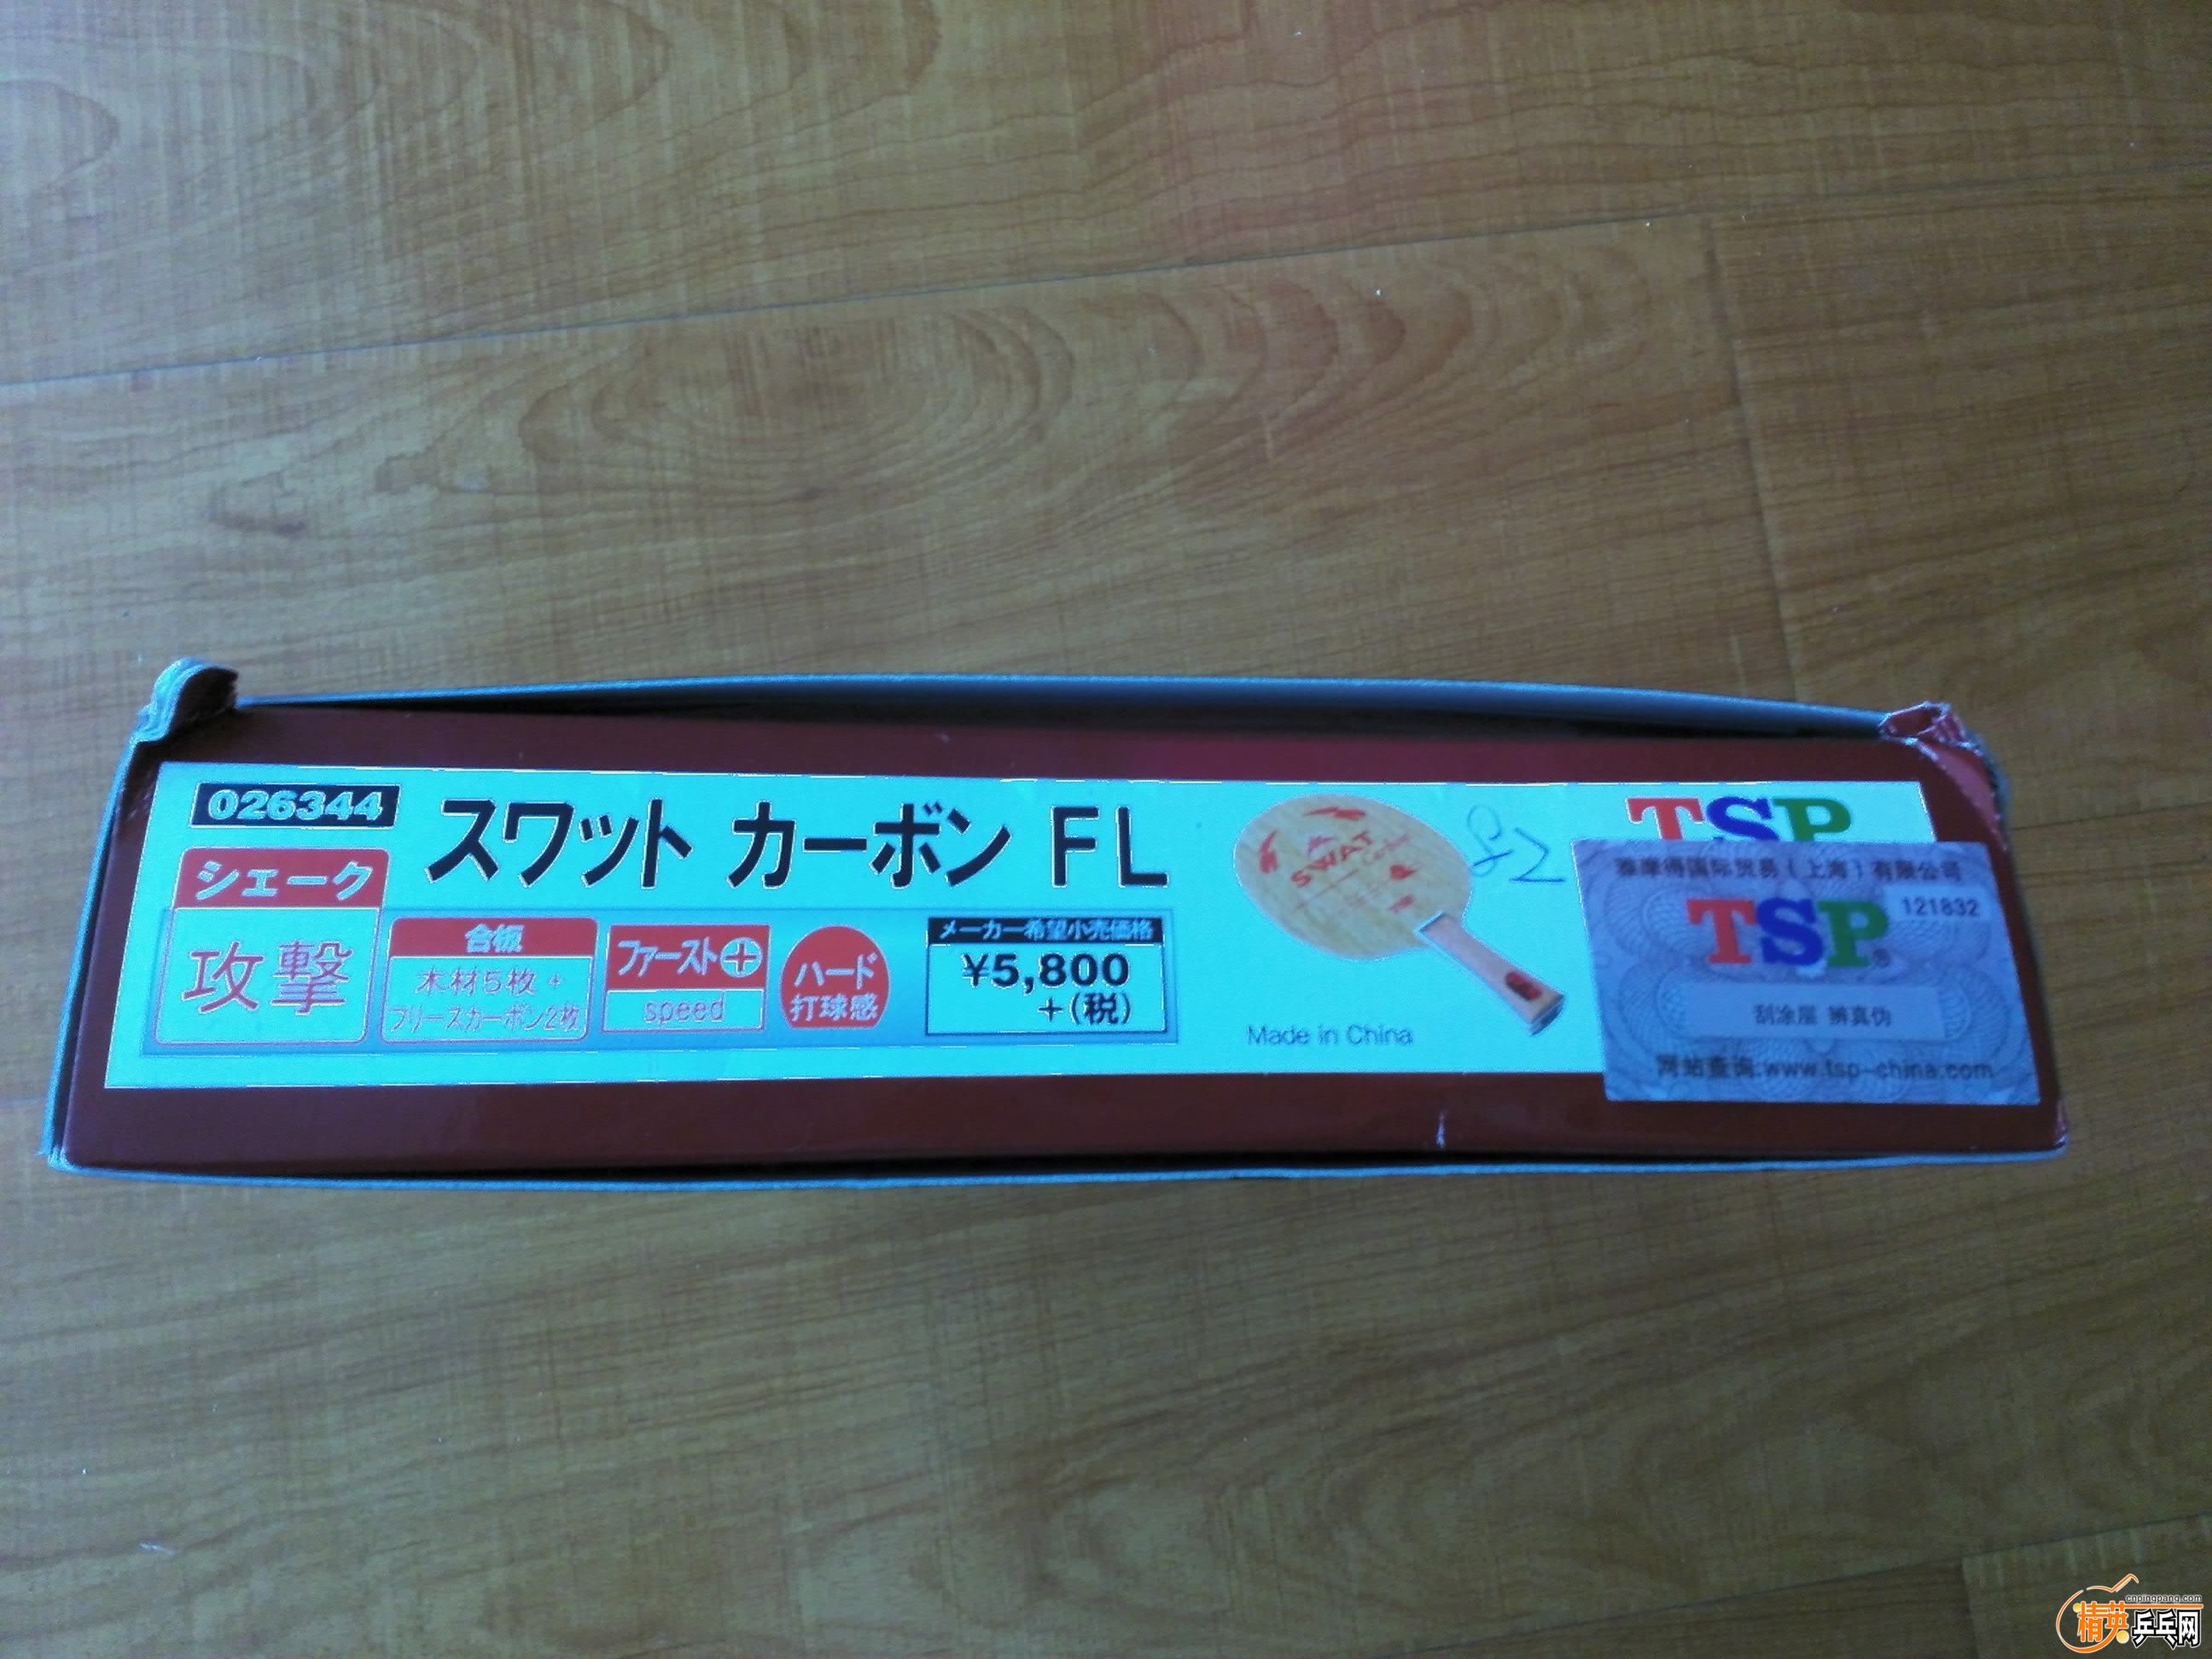 026344
スワット カーボン FL
シェーク
攻撃
合板
木材5枚 +
フリースカーボン2枚
ファースト+
speed
ハード
打球感
メーカー希望小売価格
¥5,800
+(税)
SWAT
82
Made in China
TSP
雅摩得国际贸易(上海)有限公司
121832
TSP®
刮涂层 辨真伪
网站查询:www.tsp-china.com
cnpingpang.com
精英乒乓网